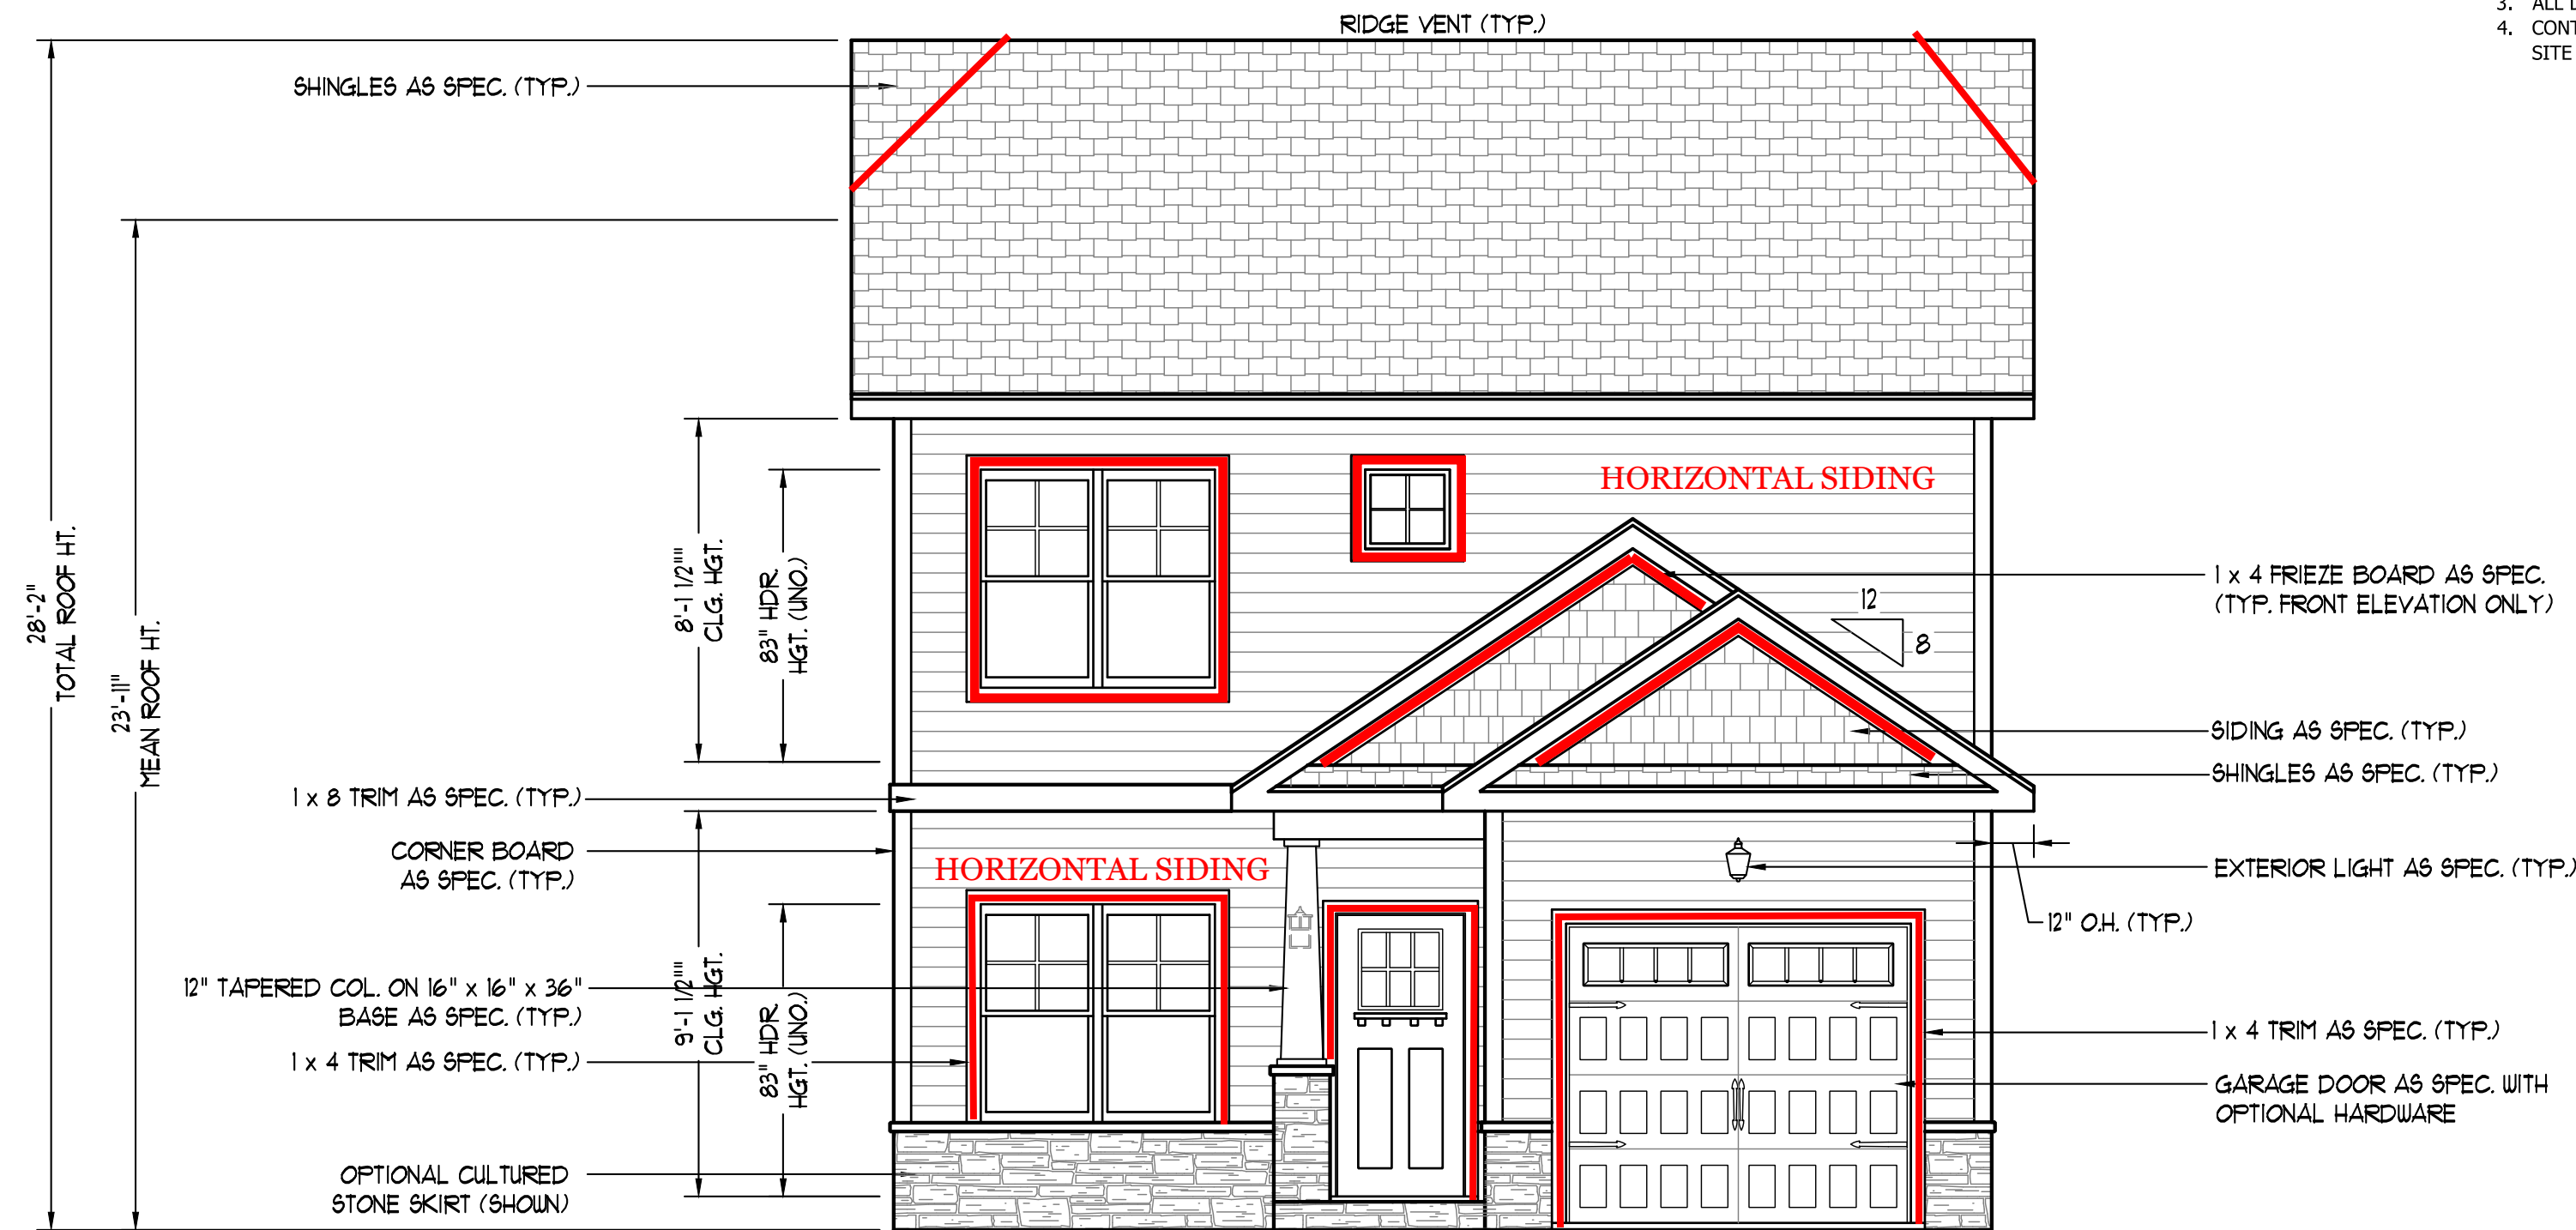 3. ALL
4. CONT
SITE
RIDGE VENT (TYP.)
SHINGLES AS SPEC. (TYP.)
28'-2"
TOTAL ROOF HT.
23'-11"
MEAN ROOF HT.
8'-1 1/2""
CLG. HGT.
83" HDR.
HGT. (UNO.)
HORIZONTAL SIDING
1 x 4 FRIEZE BOARD AS SPEC.
(TYP. FRONT ELEVATION ONLY)
12
8
SIDING AS SPEC. (TYP.)
SHINGLES AS SPEC. (TYP.)
1 x 8 TRIM AS SPEC. (TYP.)
CORNER BOARD
AS SPEC. (TYP.)
HORIZONTAL SIDING
EXTERIOR LIGHT AS SPEC. (TYP.)
12" O.H. (TYP.)
9'-1 1/2""
CLG. HGT.
83" HDR.
HGT. (UNO.)
12" TAPERED COL. ON 16" x 16" x 36"
BASE AS SPEC. (TYP.)
1 x 4 TRIM AS SPEC. (TYP.)
1 x 4 TRIM AS SPEC. (TYP.)
GARAGE DOOR AS SPEC. WITH
OPTIONAL HARDWARE
OPTIONAL CULTURED
STONE SKIRT (SHOWN)